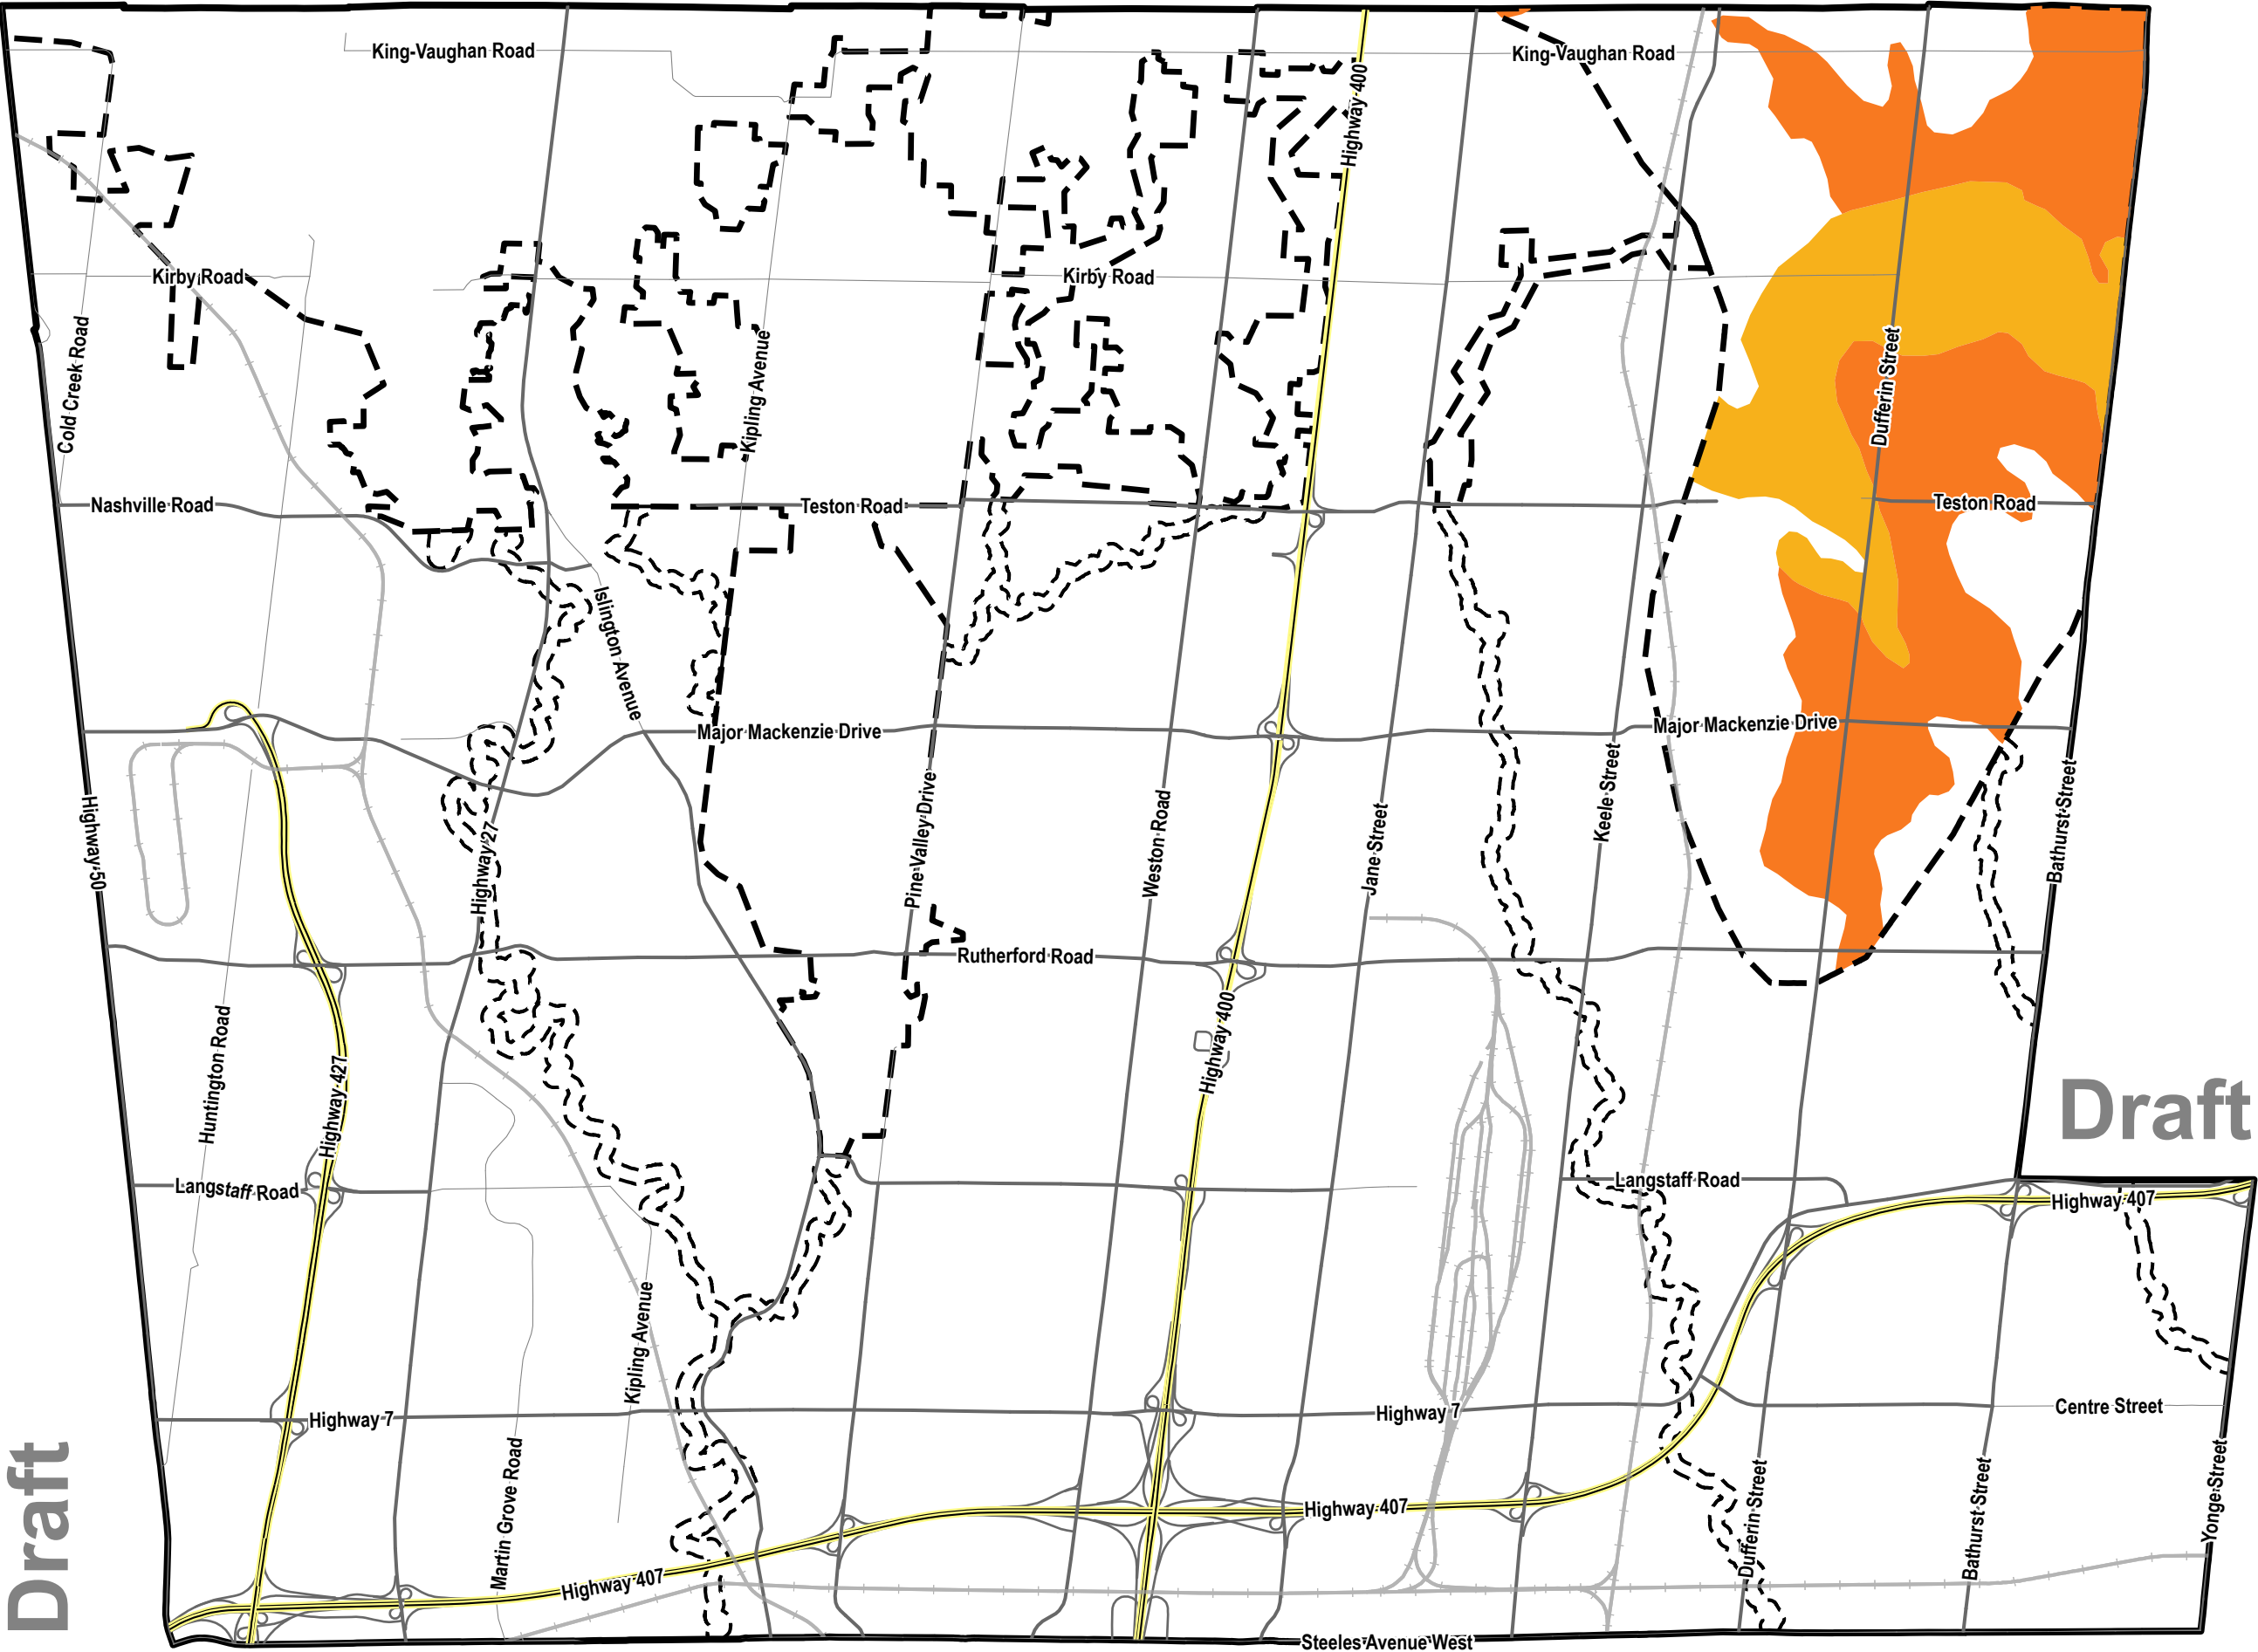 King-Vaughan Road
King-Vaughan Road
Highway 400
Kirby Road
Kirby Road
Cold Creek Road
Kipling Avenue
Dufferin Street
Nashville Road
Teston Road
Teston Road
Islington Avenue
Major Mackenzie Drive
Major Mackenzie Drive
Highway 50
Highway 27
Pine Valley Drive
Weston Road
Jane Street
Keele Street
Bathurst Street
Rutherford Road
Huntington Road
Highway 427
Highway 400
Draft
Langstaff Road
Langstaff Road
Highway 407
Kipling Avenue
Highway 7
Highway 7
Centre Street
Draft
Martin Grove Road
Highway 407
Highway 407
Dufferin Street
Bathurst Street
Yonge Street
Steeles Avenue West